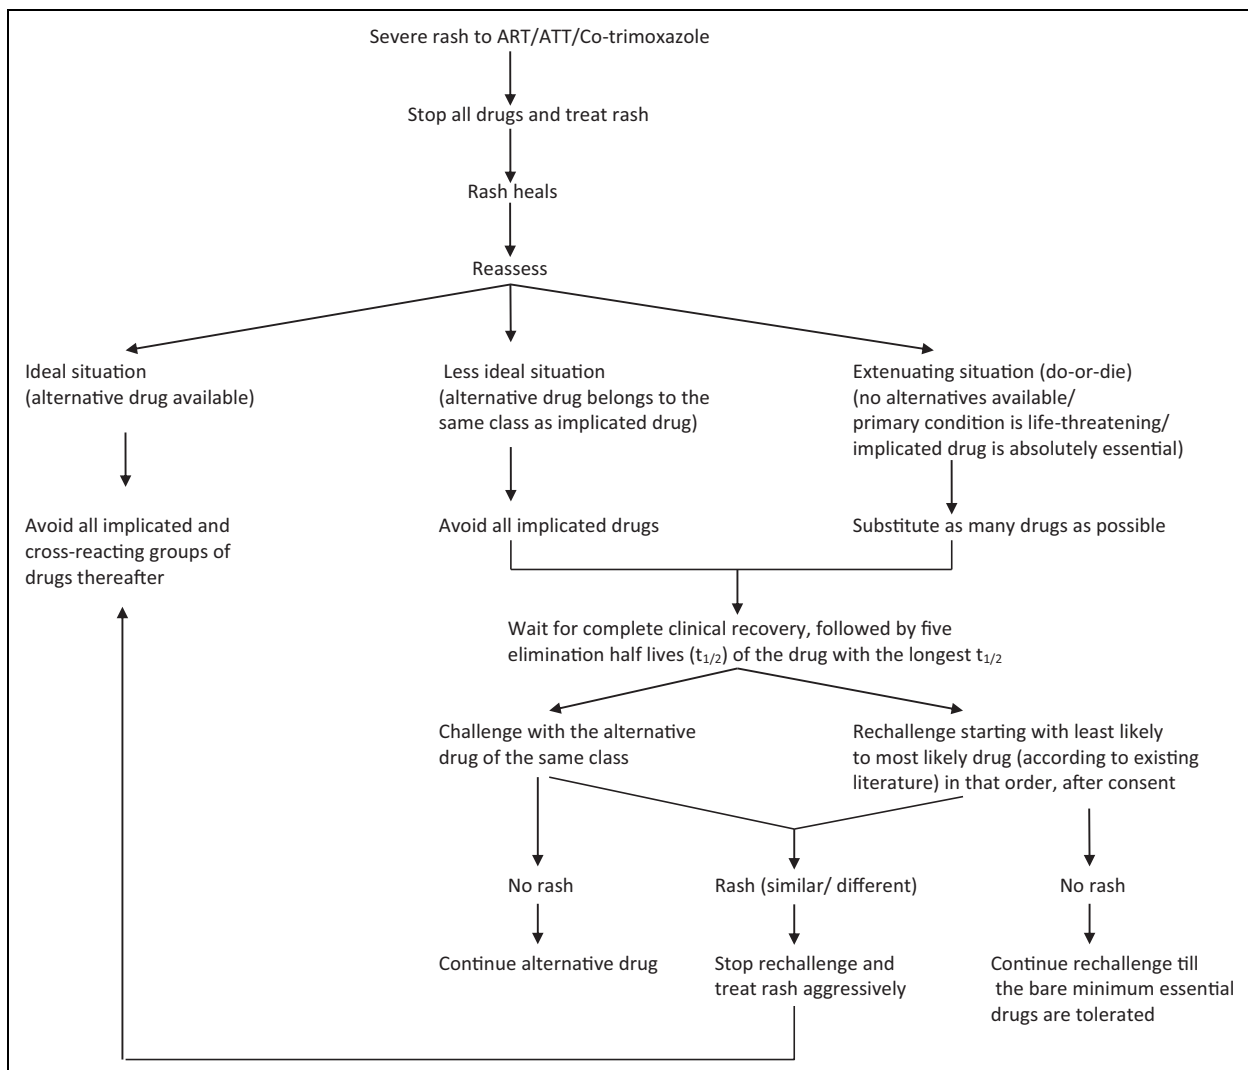 Severe rash to ART/ATT/Co-trimoxazole
Stop all drugs and treat rash
Rash heals
Reassess
Ideal situation
(alternative drug available)
Less ideal situation
(alternative drug belongs to the
same class as implicated drug)
Extenuating situation (do-or-die)
(no alternatives available/
primary condition is life-threatening/
implicated drug is absolutely essential)
Avoid all implicated and
cross-reacting groups of
drugs thereafter
Avoid all implicated drugs
Substitute as many drugs as possible
Wait for complete clinical recovery, followed by five
elimination half lives (t1/2) of the drug with the longest t1/2
Challenge with the alternative
drug of the same class
Rechallenge starting with least likely
to most likely drug (according to existing
literature) in that order, after consent
No rash
Rash (similar/ different)
No rash
Continue alternative drug
Stop rechallenge and
treat rash aggressively
Continue rechallenge till
the bare minimum essential
drugs are tolerated